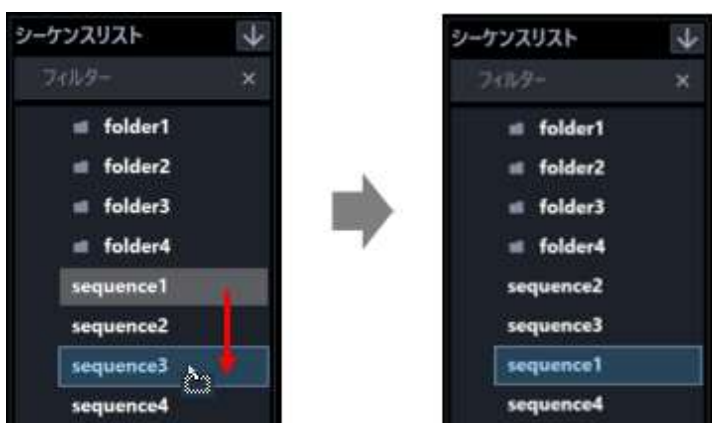 シーケンスリスト
フィルター
folder1
folder2
folder3
folder4
sequence1
sequence2
sequence3
sequence4
シーケンスリスト
フィルター
folder1
folder2
folder3
folder4
sequence2
sequence3
sequence1
sequence4